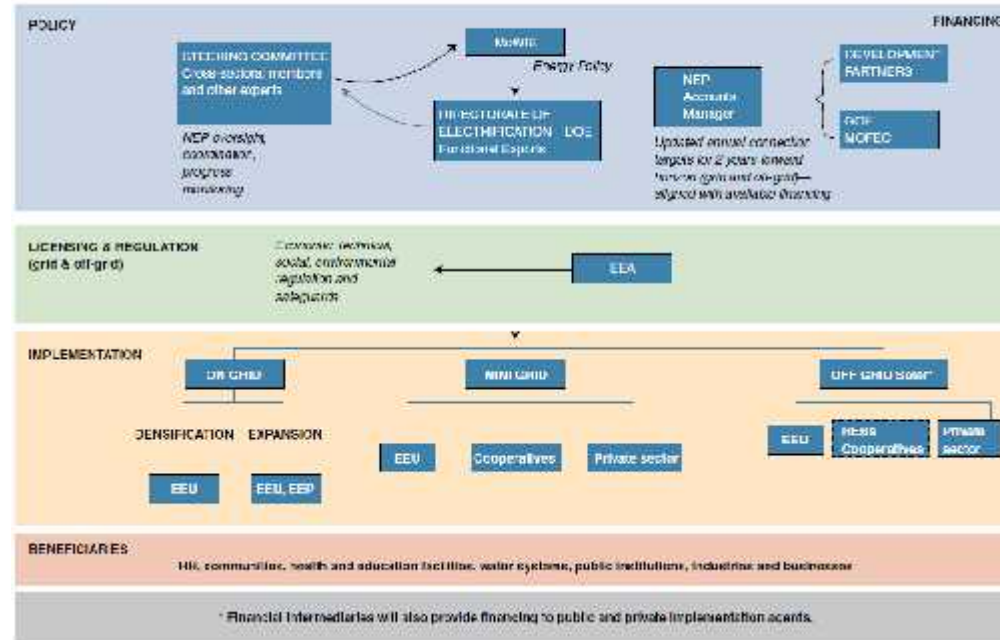 POLICY
FINANCING
STEERING COMMITTEE
Cross-sectoral members
and other experts
NEP oversight,
coordination,
progress
monitoring
MoWIE
Energy Policy
DIRECTORATE OF
ELECTRIFICATION DOE
Functional Experts
NEP
Accounts
Manager
DEVELOPMENT
PARTNERS
GOE
MOFEC
Updated annual connection
targets for 2 years forward
horizon (grid and off-grid)—
aligned with available financing
LICENSING & REGULATION
(grid & off-grid)
Economic, technical,
social, environmental
regulation and
safeguards
EEA
IMPLEMENTATION
ON GRID
MINI GRID
OFF GRID Solar*
DENSIFICATION EXPANSION
EEU
EEU, EEP
EEU
Cooperatives
Private sector
EEU
Cooperatives
Private
sector
BENEFICIARIES
HH, communities, health and education facilities, water systems, public institutions, industries and businesses
* Financial intermediaries will also provide financing to public and private implementation agents.